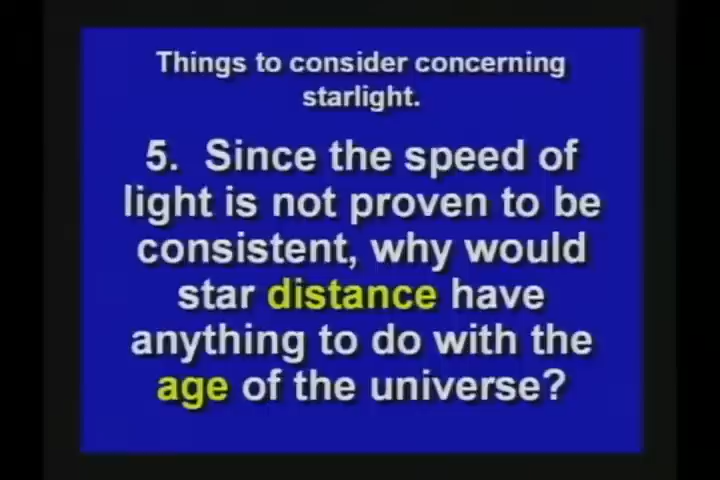 Things to consider concerning
starlight.
5. Since the speed of
light is not proven to be
consistent, why would
star distance have
anything to do with the
age of the universe?